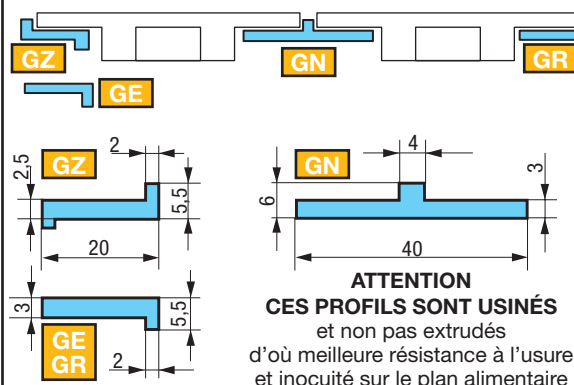 GZ
GE
GN
GR
GZ
2
2,5
5,5
20
GN
4
6
3
40
3
5,5
GE
GR
2
ATTENTION
CES PROFILS SONT USINÉS
et non pas extrudés
d'où meilleure résistance à l'usure
et inocuité sur le plan alimentaire